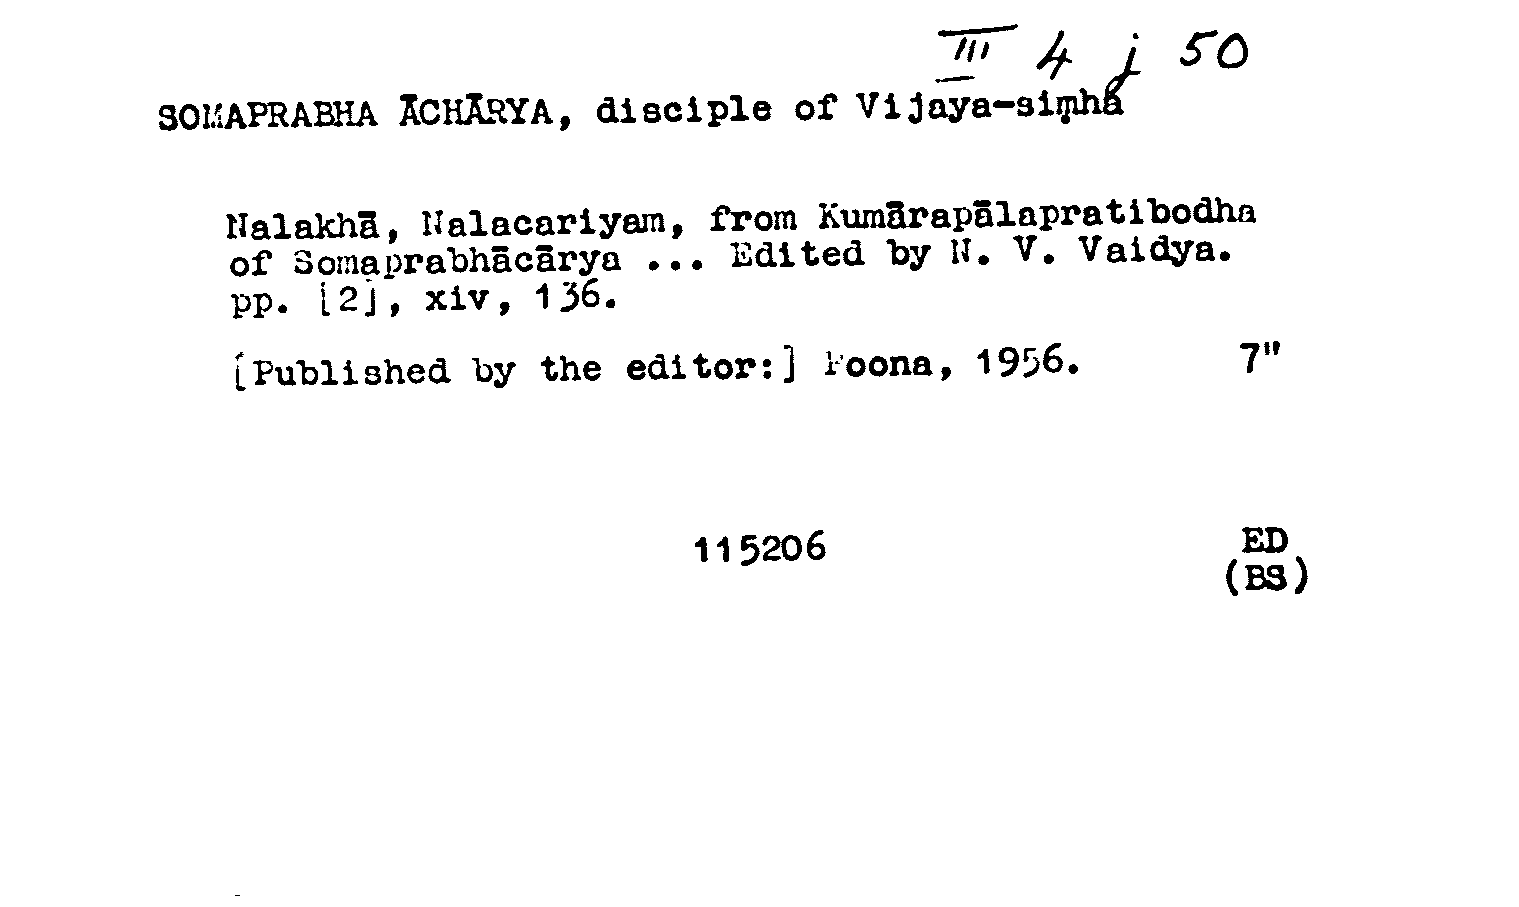 III 4 j 50
SOMAPRABHA ĀCHĀRYA, disciple of Vijaya-siṃha
Nalakhā, Nalacariyam, from Kumārapālapratibodha
of Somaprabhācārya ... Edited by N. V. Vaidya.
pp. [2], xiv, 136.
[Published by the editor:] Poona, 1956. 7"
115206 ED
(BS)